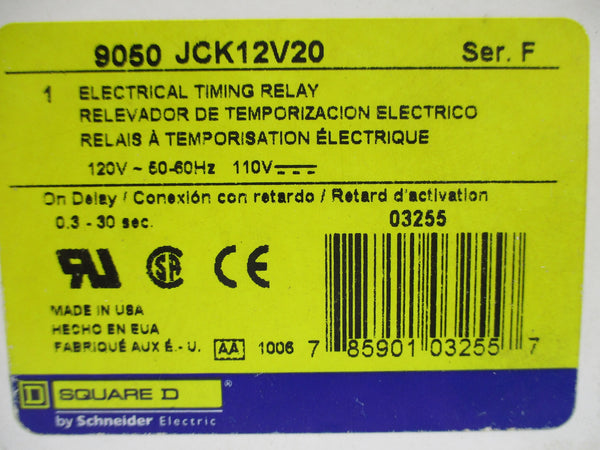 9050 JCK12V20 Ser. F
1 ELECTRICAL TIMING RELAY
RELEVADOR DE TEMPORIZACION ELECTRICO
RELAIS À TEMPORISATION ÉLECTRIQUE
120V ~ 50-60Hz 110V⎓
On Delay / Conexión con retardo / Retard d'activation
0.3 - 30 sec. 03255
RU SA CE
MADE IN USA
HECHO EN EUA
FABRIQUÉ AUX É.- U. AA 1006 7 85901 03255 7
D SQUARE D ®
by Schneider Electric